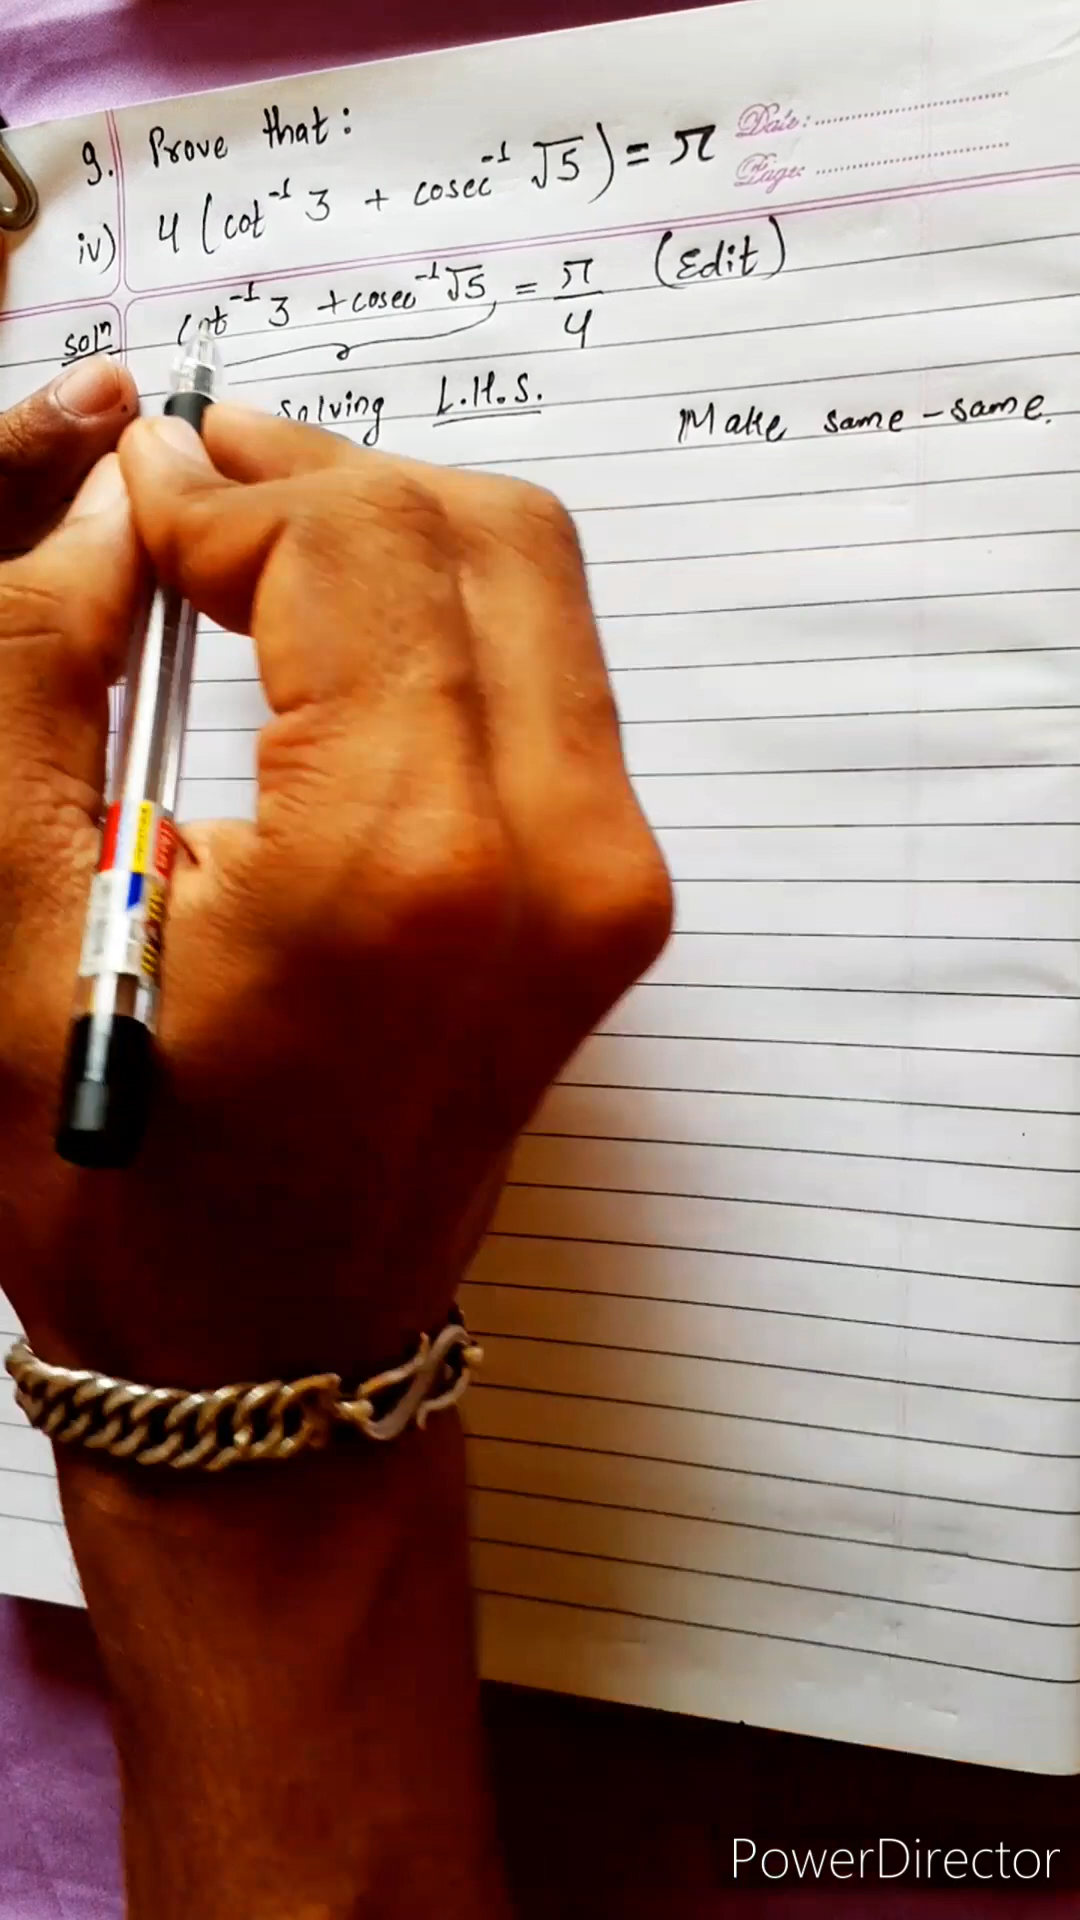 9. Prove that:
Date:
iv) 4 (cot⁻¹ 3 + cosec⁻¹ √5) = π
Page:
solⁿ cot⁻¹ 3 + cosec⁻¹ √5 = π/4 (Edit)
solving L.H.S.
Make same-same.
PowerDirector